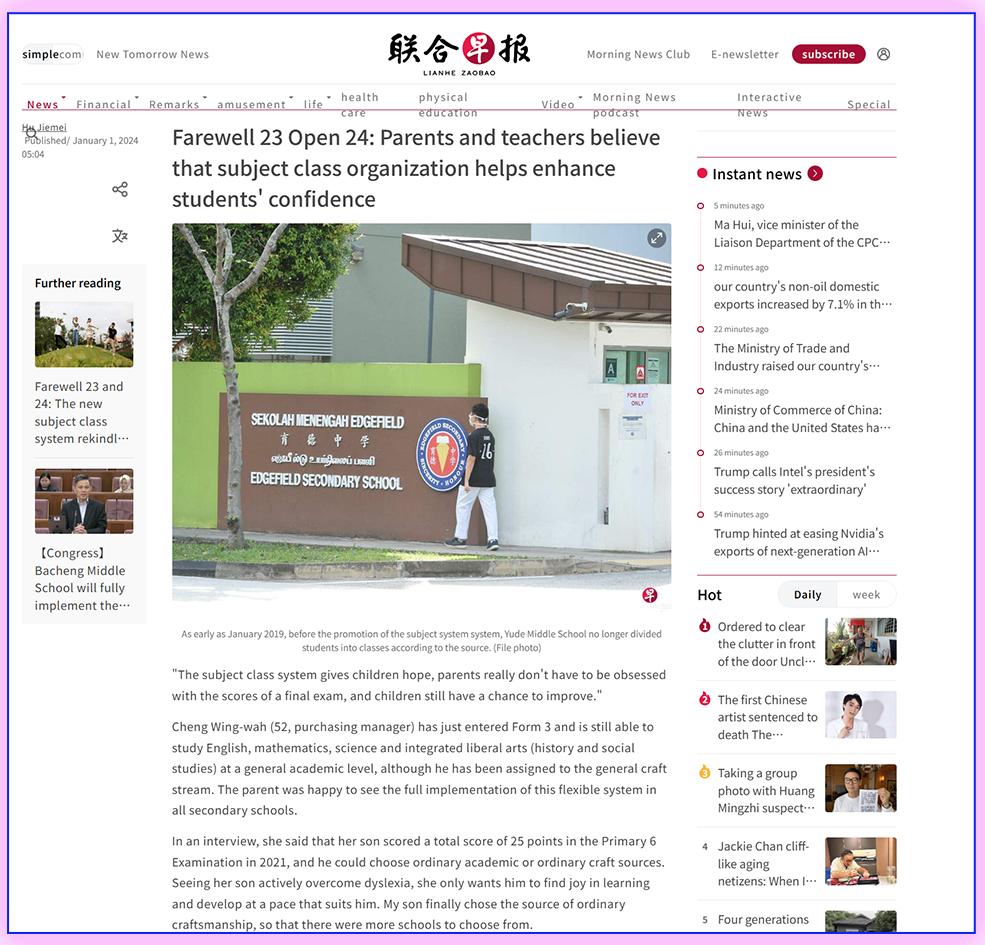 simplecom
New Tomorrow News
联合早报
LIANHE ZAOBAO
Morning News Club
E-newsletter
subscribe
News
Financial
Remarks
amusement
life
health care
physical education
Video
Morning News podcast
Interactive News
Special
Hu Jiemei
Published/ January 1, 2024
05:04
Further reading
Farewell 23 and
24: The new
subject class
system rekindl···
【Congress】
Bacheng Middle
School will fully
implement the···
Farewell 23 Open 24: Parents and teachers believe
that subject class organization helps enhance
students' confidence
FOR EXIT
ONLY
SEKOLAH MENENGAH EDGEFIELD
育德中学
EDGEFIELD SECONDARY SCHOOL
EDGEFIELD SECONDARY
SINCERITY · HONOUR
16
早
As early as January 2019, before the promotion of the subject system system, Yude Middle School no longer divided
students into classes according to the source. (File photo)
"The subject class system gives children hope, parents really don't have to be obsessed
with the scores of a final exam, and children still have a chance to improve."
Cheng Wing-wah (52, purchasing manager) has just entered Form 3 and is still able to
study English, mathematics, science and integrated liberal arts (history and social
studies) at a general academic level, although he has been assigned to the general craft
stream. The parent was happy to see the full implementation of this flexible system in
all secondary schools.
In an interview, she said that her son scored a total score of 25 points in the Primary 6
Examination in 2021, and he could choose ordinary academic or ordinary craft sources.
Seeing her son actively overcome dyslexia, she only wants him to find joy in learning
and develop at a pace that suits him. My son finally chose the source of ordinary
craftsmanship, so that there were more schools to choose from.
Instant news
5 minutes ago
Ma Hui, vice minister of the
Liaison Department of the CPC···
12 minutes ago
our country's non-oil domestic
exports increased by 7.1% in th···
22 minutes ago
The Ministry of Trade and
Industry raised our country's···
24 minutes ago
Ministry of Commerce of China:
China and the United States ha···
26 minutes ago
Trump calls Intel's president's
success story 'extraordinary'
54 minutes ago
Trump hinted at easing Nvidia's
exports of next-generation AI···
Hot
Daily
week
1
Ordered to clear
the clutter in front
of the door Uncl···
2
The first Chinese
artist sentenced to
death The···
3
Taking a group
photo with Huang
Mingzhi suspect···
4
Jackie Chan cliff-
like aging
netizens: When I···
5
Four generations